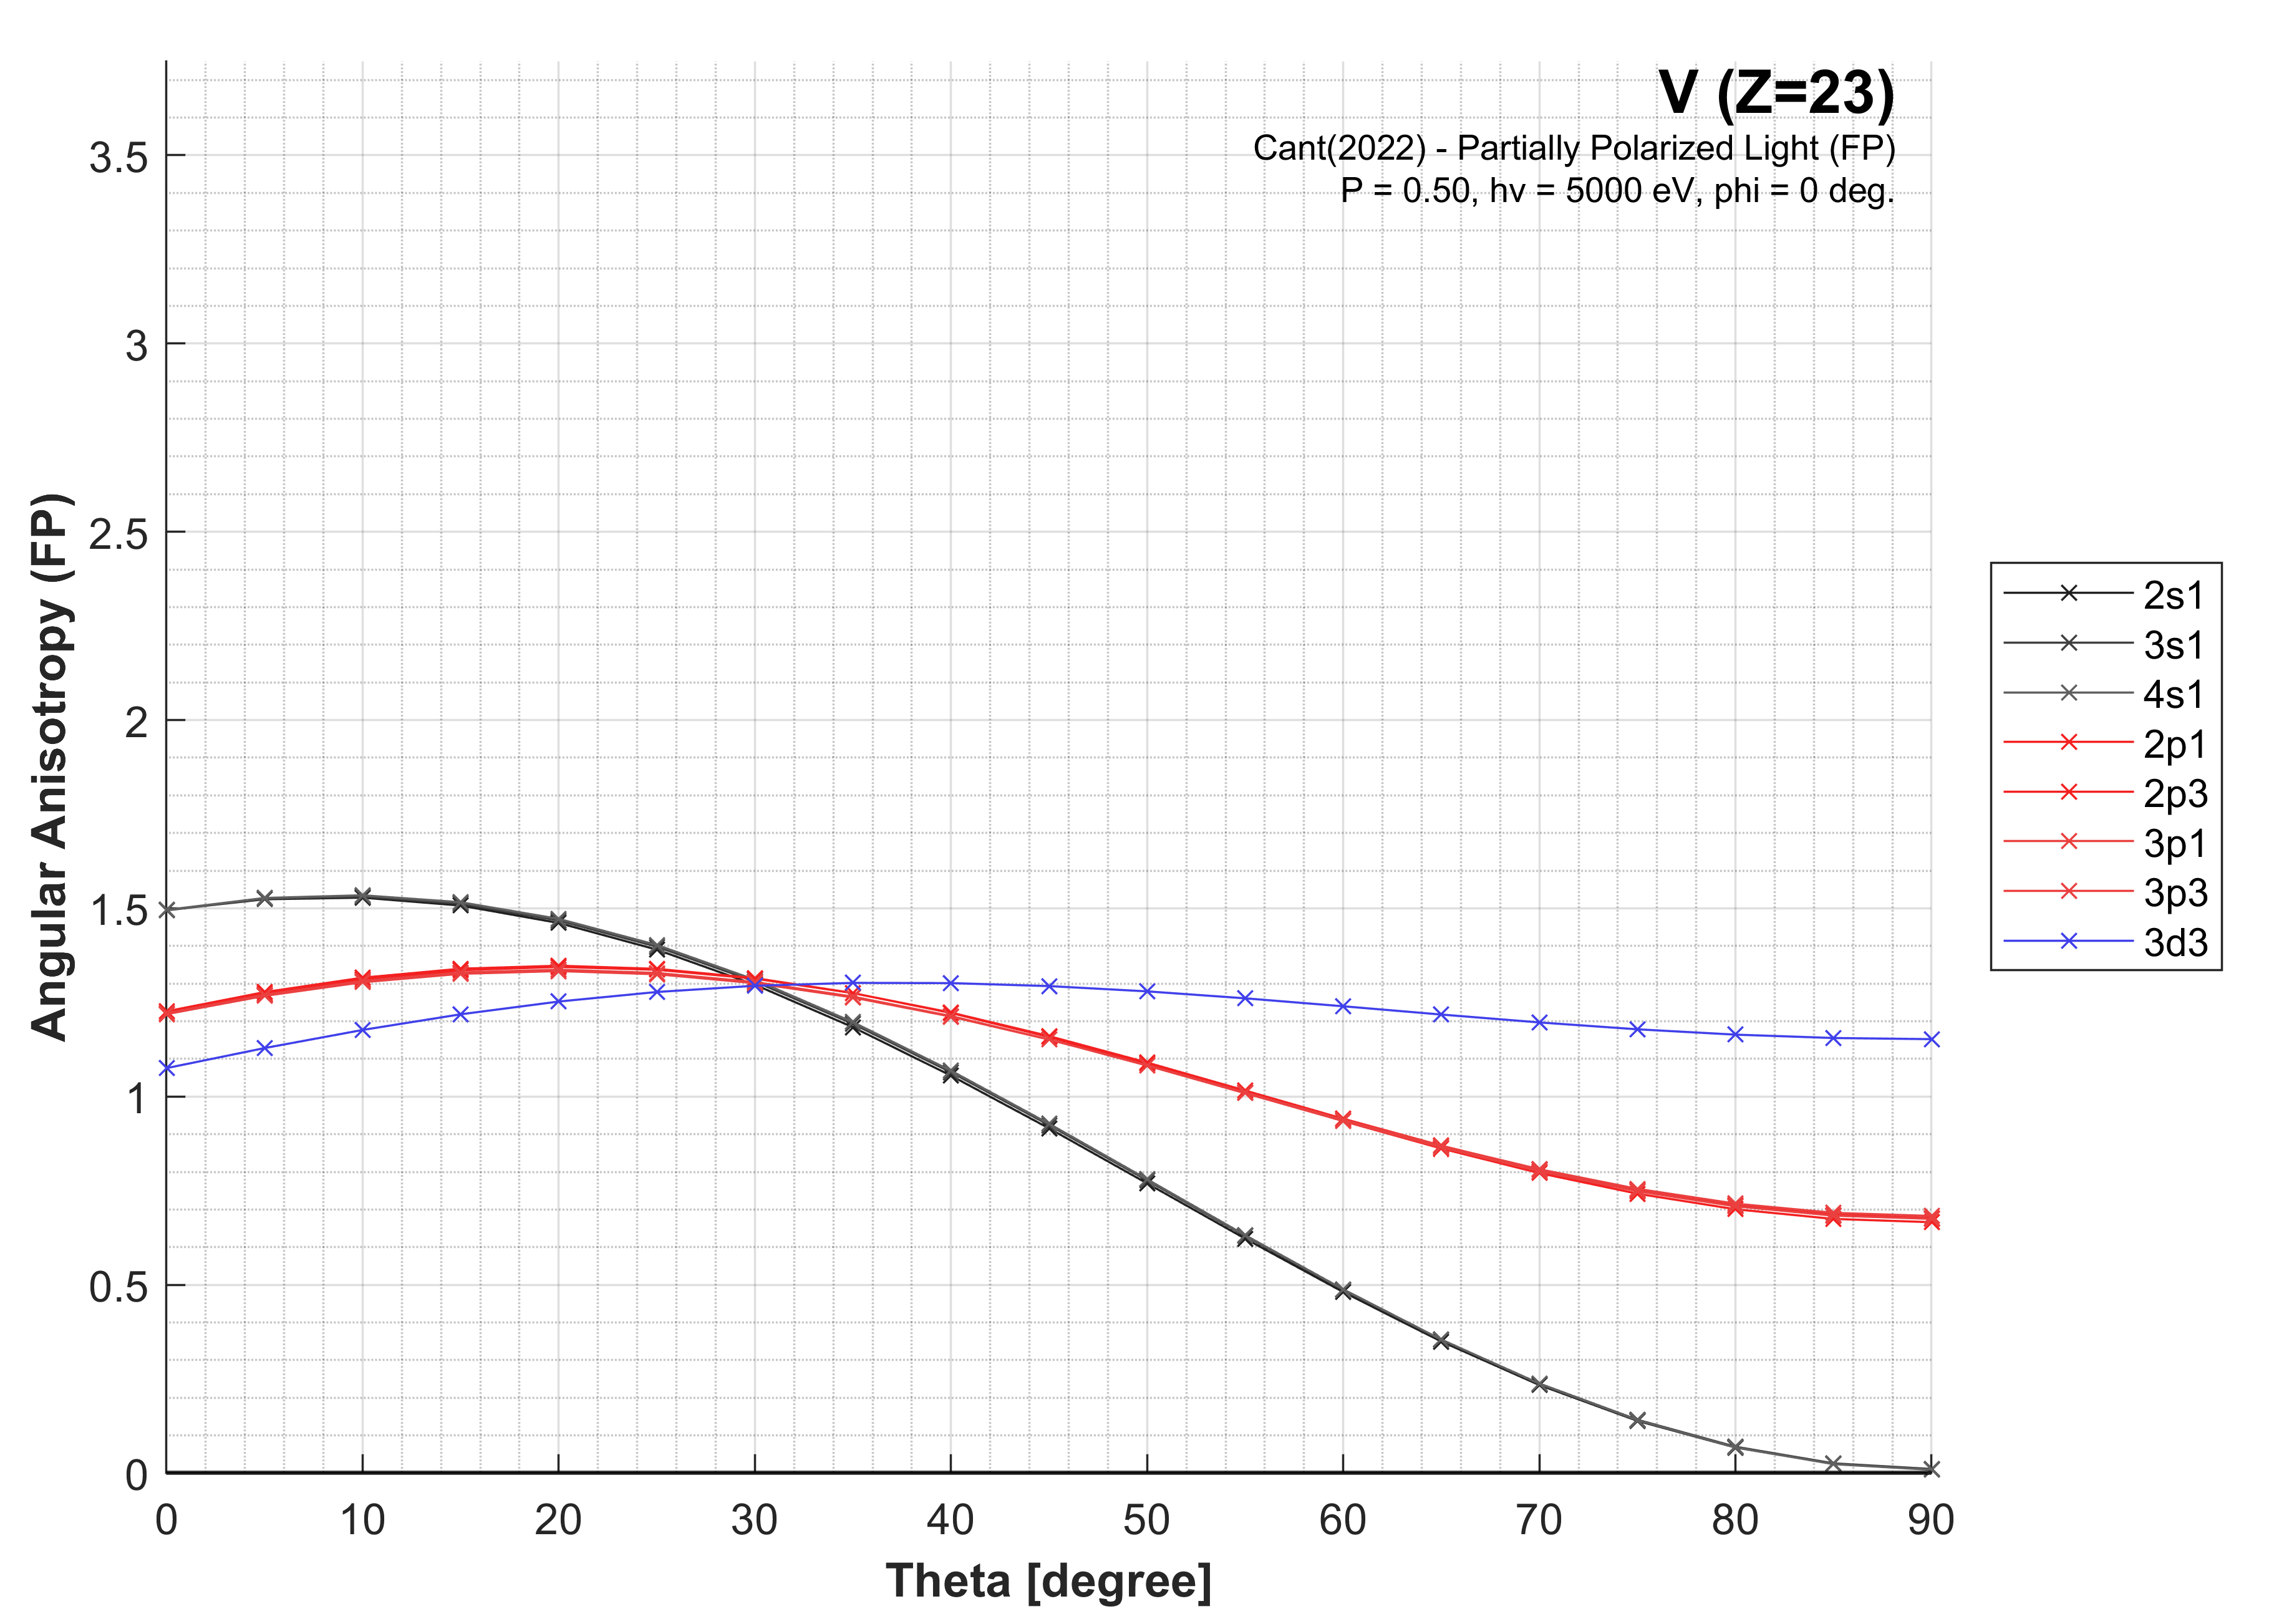 V (Z=23)
Cant(2022) - Partially Polarized Light (FP)
P = 0.50, hv = 5000 eV, phi = 0 deg.
Angular Anisotropy (FP)
3.5
3
2.5
2
1.5
1
0.5
0
0 10 20 30 40 50 60 70 80 90
Theta [degree]
2s1
3s1
4s1
2p1
2p3
3p1
3p3
3d3